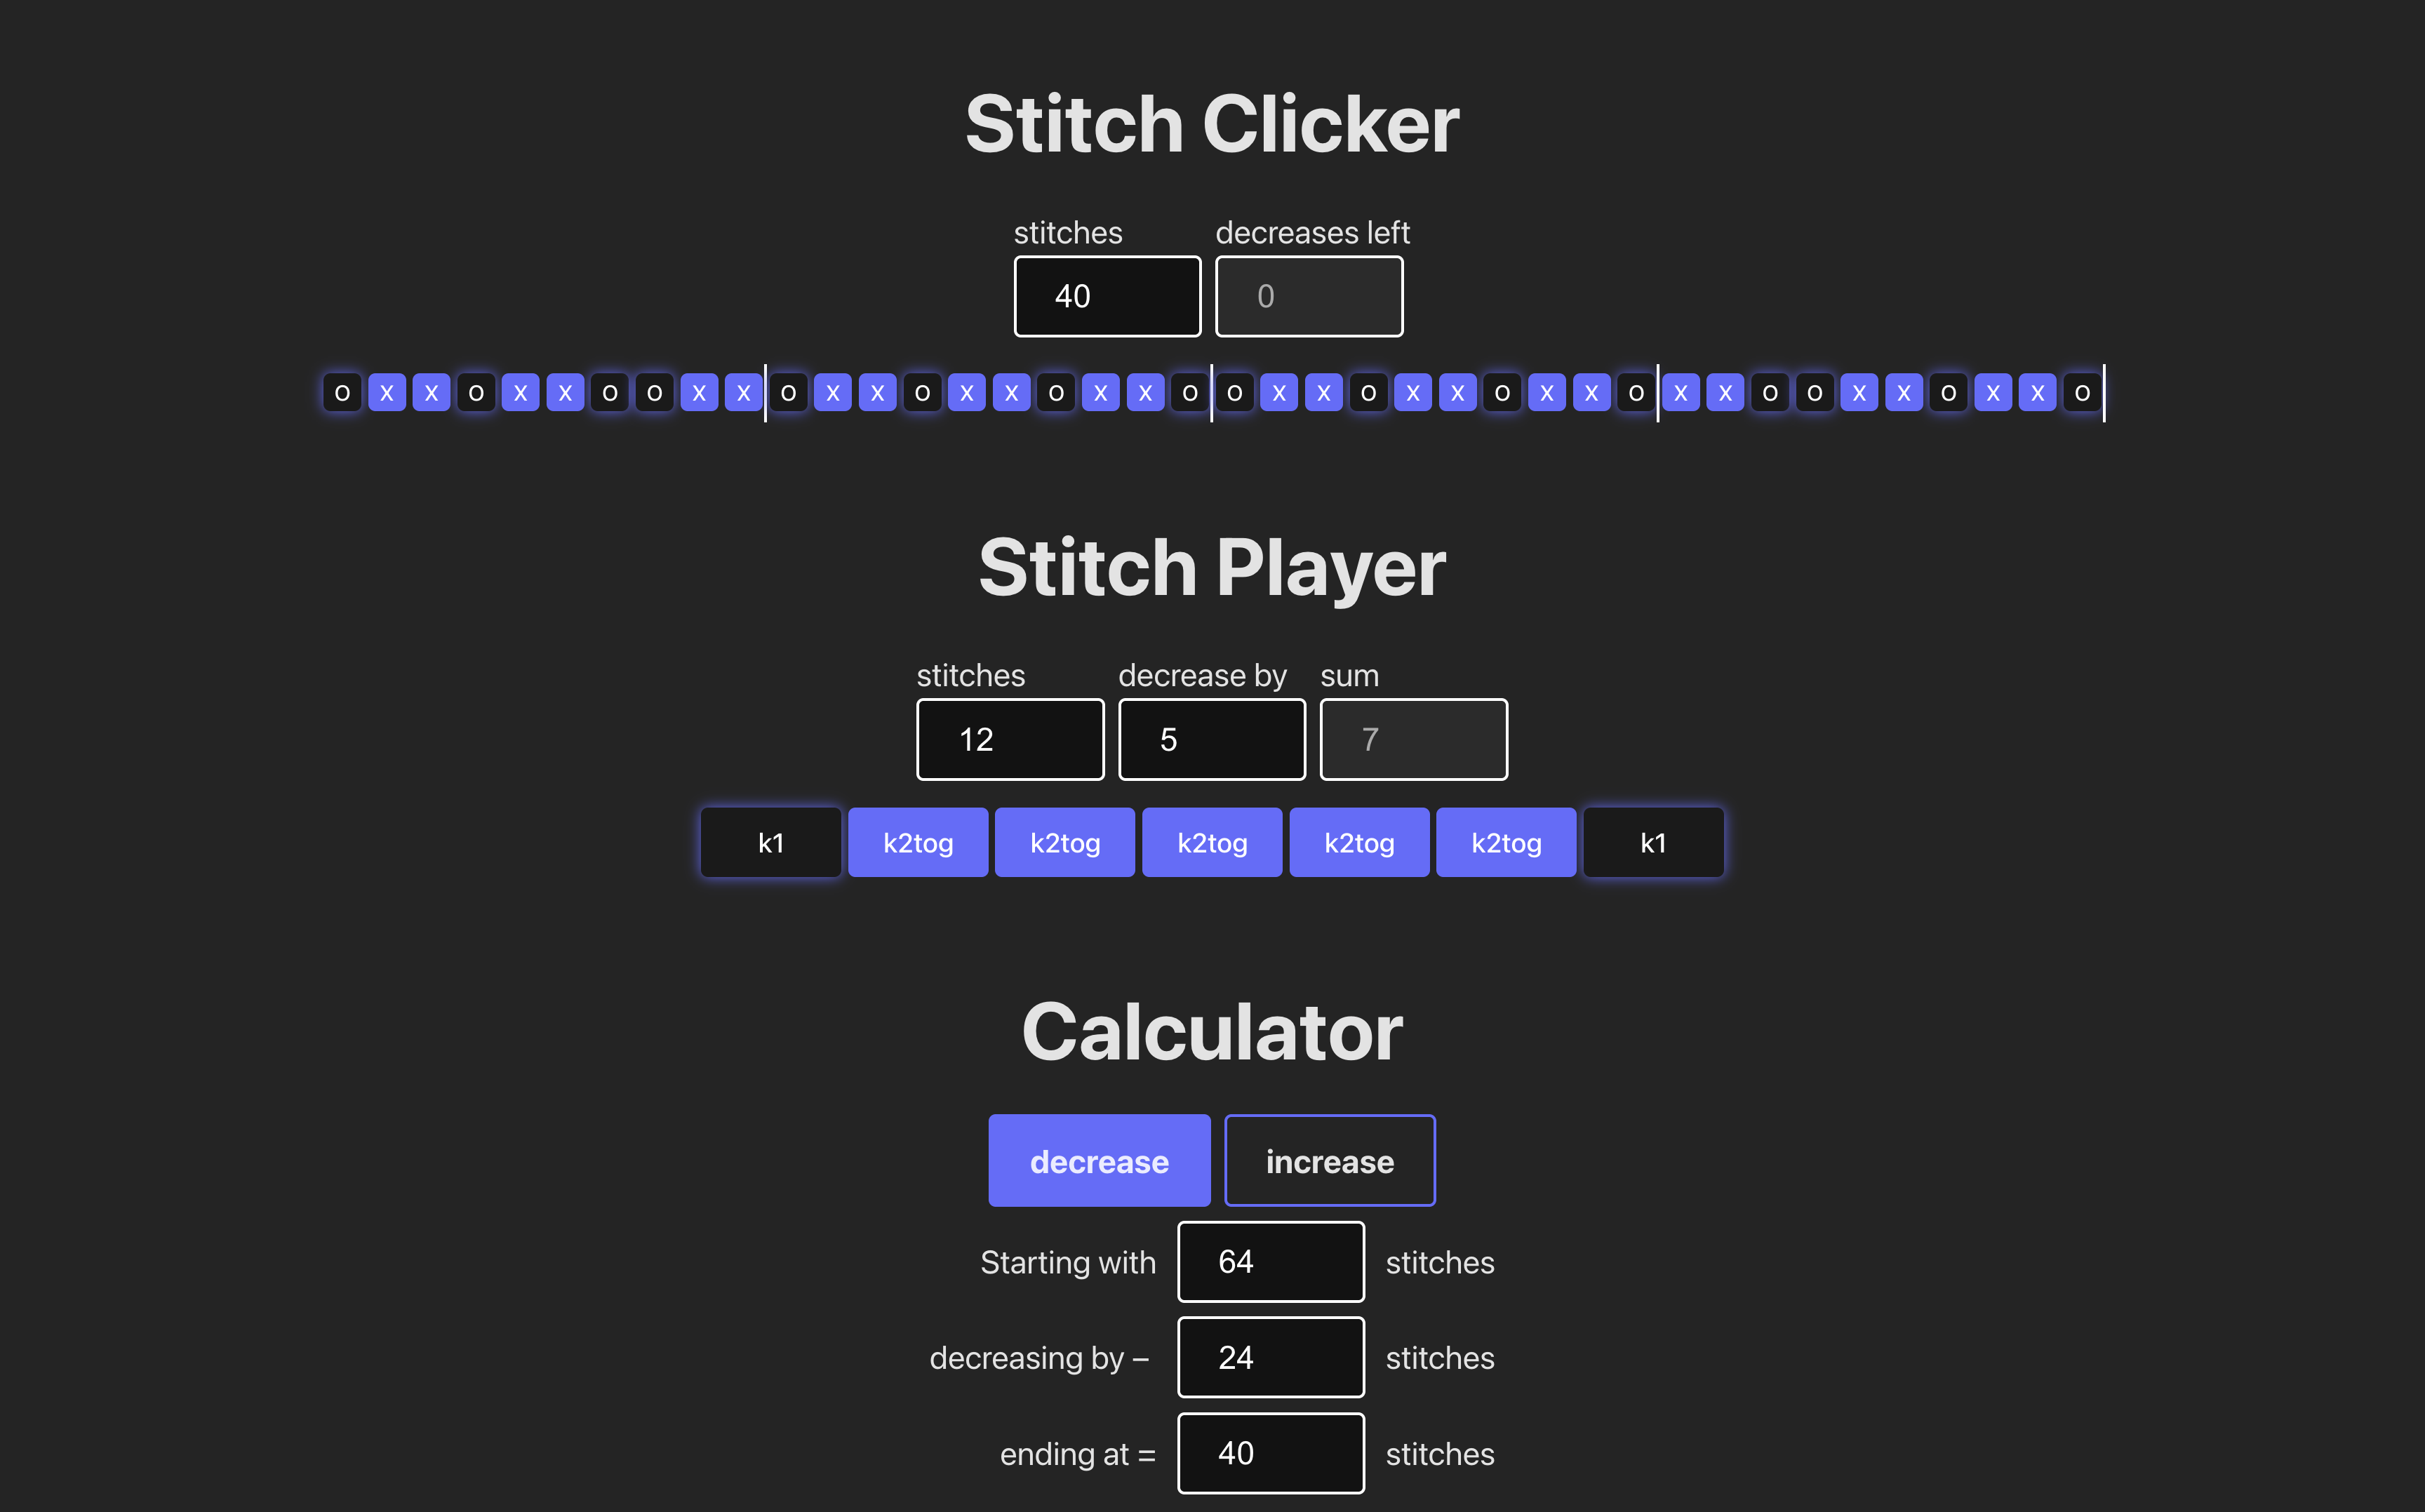 Stitch Clicker
stitches decreases left
40 0
o x x o x x o o x x o x x o x x o x x o o x x o x x o x x o x x o o x x o x x o
Stitch Player
stitches decrease by sum
12 5 7
k1 k2tog k2tog k2tog k2tog k2tog k1
Calculator
decrease increase
Starting with 64 stitches
decreasing by – 24 stitches
ending at = 40 stitches